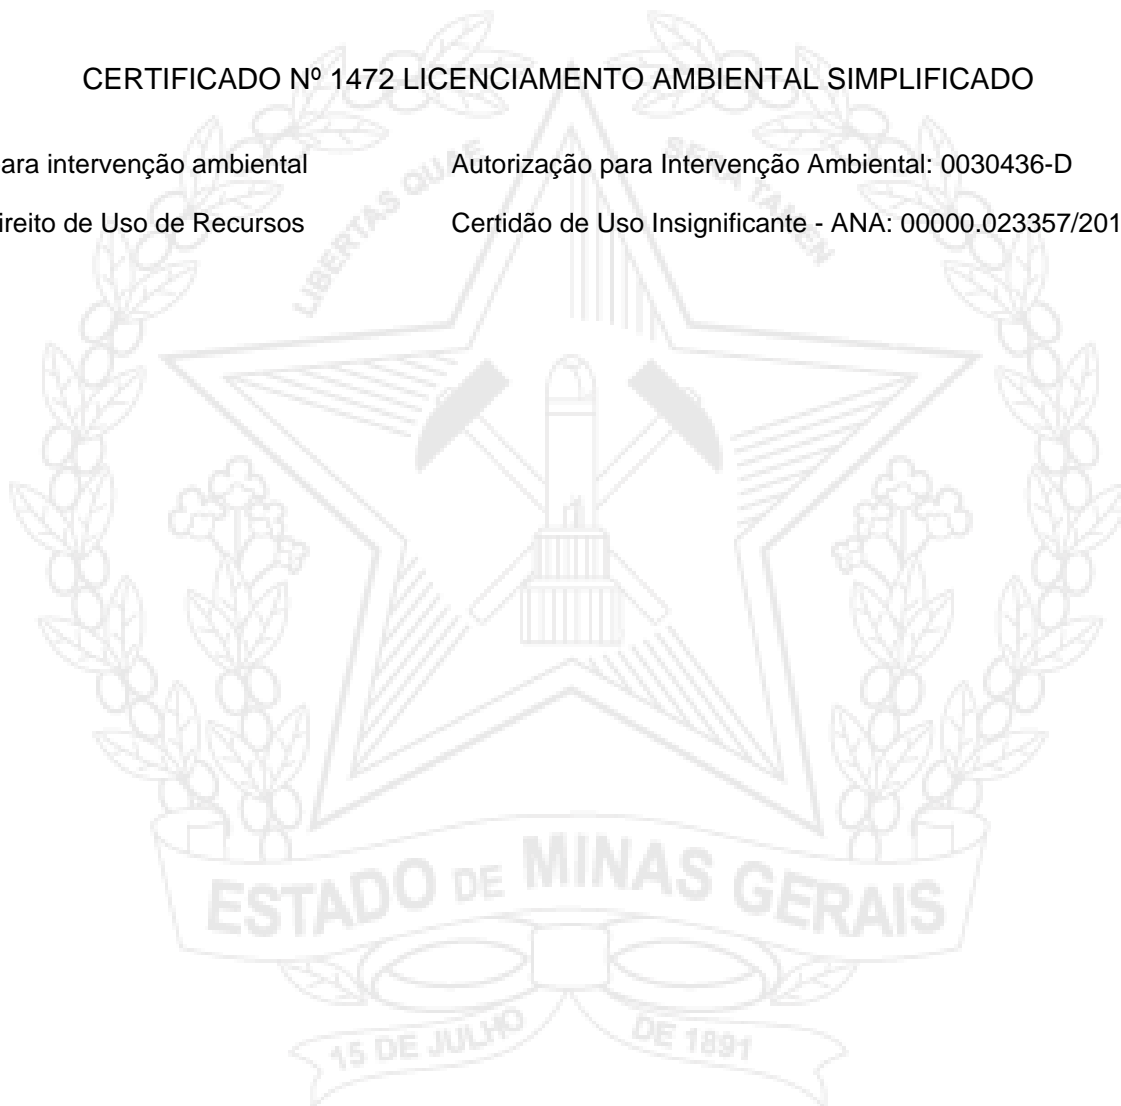 CERTIFICADO Nº 1472 LICENCIAMENTO AMBIENTAL SIMPLIFICADO
ara intervenção ambiental Autorização para Intervenção Ambiental: 0030436-D
ireito de Uso de Recursos Certidão de Uso Insignificante - ANA: 00000.023357/201
LIBERTAS QUAE SERA TAMEN
ESTADO DE MINAS GERAIS
15 DE JULHO DE 1891